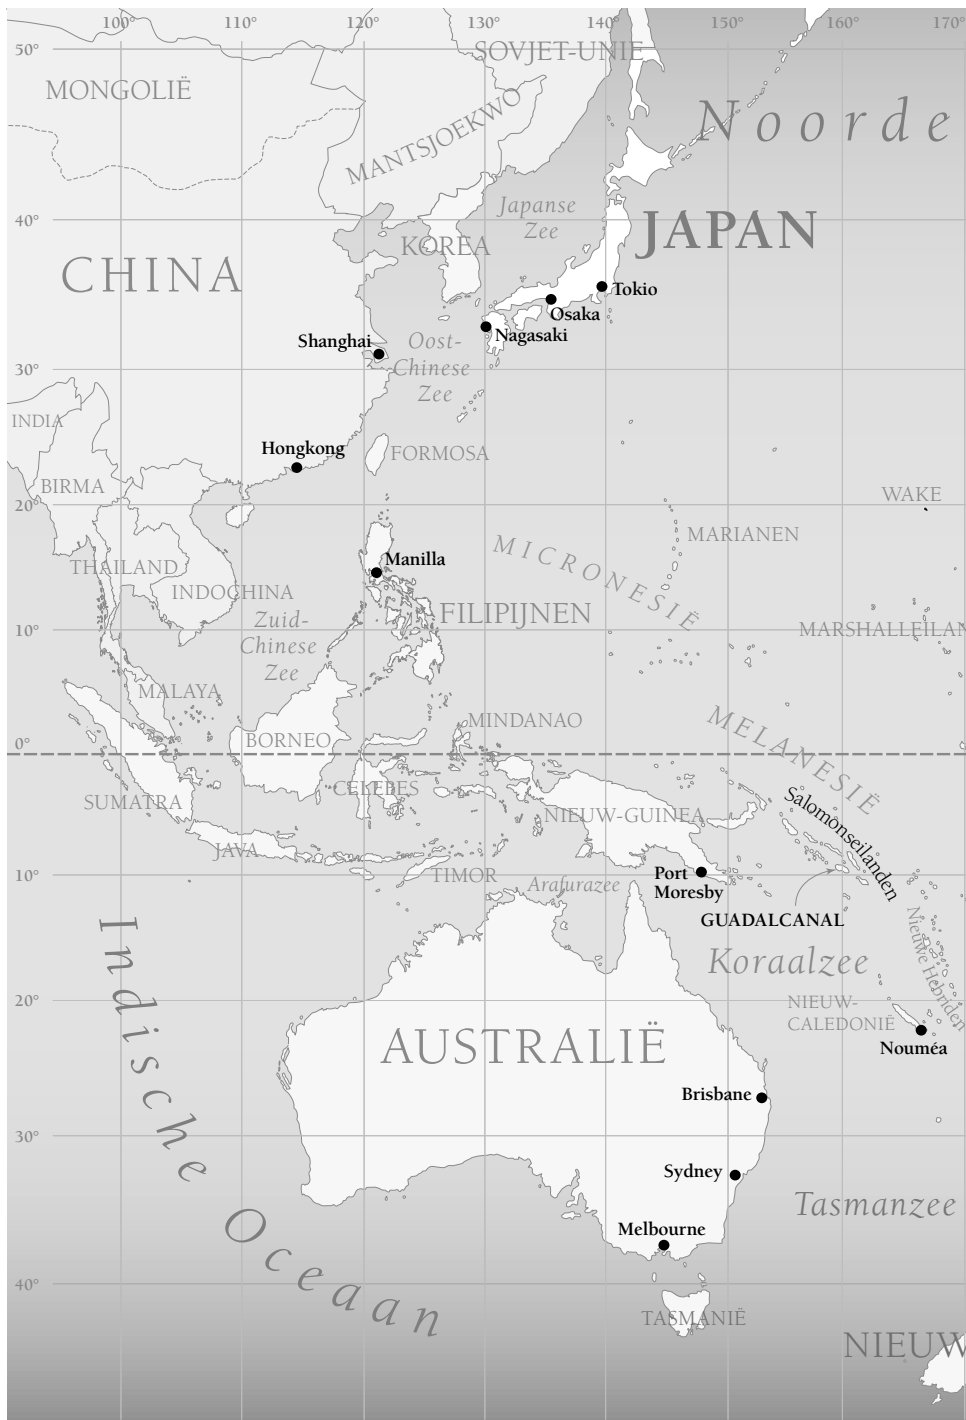 100° 110° 120° 130° 140° 150° 160° 170°
50°
SOVJET-UNIE
MONGOLIË
Noorde
MANTSJOEKWO
Japanse
Zee
40°
JAPAN
KOREA
CHINA
Tokio
Osaka
Nagasaki
Shanghai
Oost-
Chinese
Zee
30°
INDIA
Hongkong
FORMOSA
BIRMA
WAKE
20°
MARIANEN
MICRONESIË
Manilla
THAILAND
INDOCHINA
FILIPIJNEN
Zuid-
Chinese
Zee
10°
MARSHALLEILAN
MALAYA
MINDANAO
MELANESIË
BORNEO
0°
CELEBES
SUMATRA
Salomonseilanden
NIEUW-GUINEA
JAVA
TIMOR
10°
Arafurazee
Port
Moresby
GUADALCANAL
Nieuwe Hebriden
Indische
Oceaan
Koraalzee
20°
NIEUW-
CALEDONIË
AUSTRALIË
Nouméa
Brisbane
30°
Sydney
Tasmanzee
Melbourne
40°
TASMANIË
NIEUW